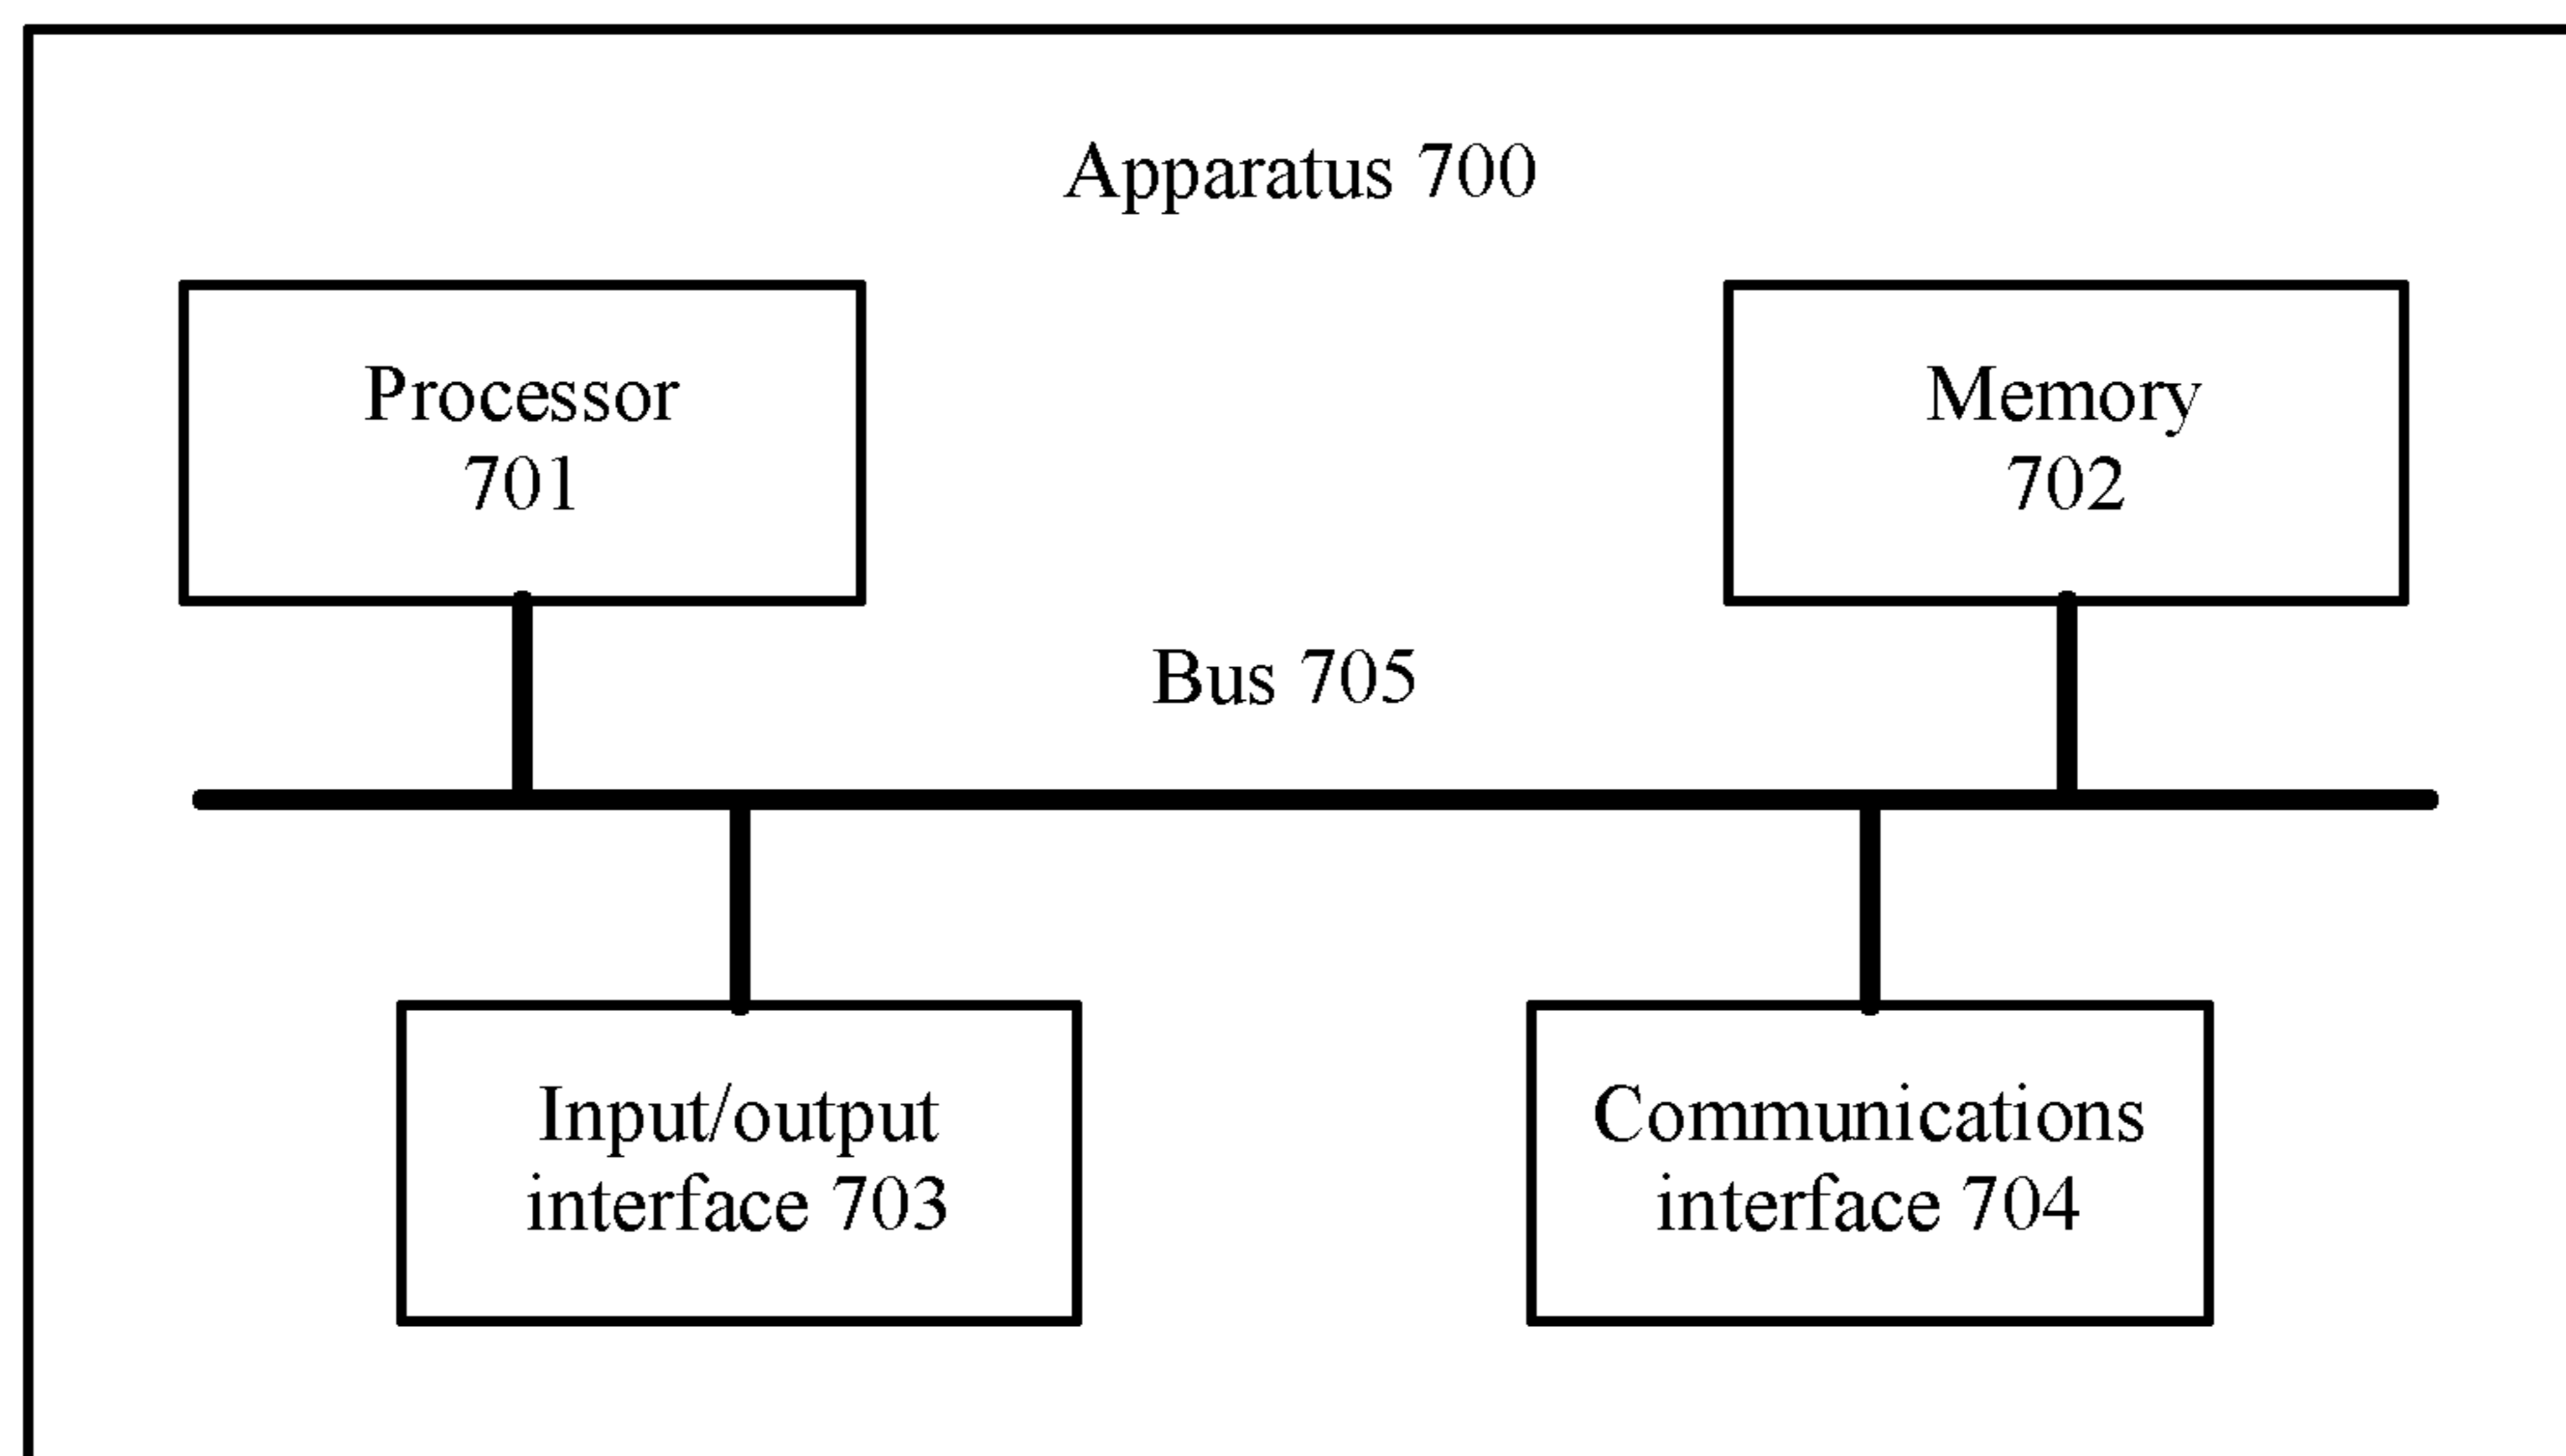 Apparatus 700
Processor
701
Memory
702
Bus 705
Input/output
interface 703
Communications
interface 704